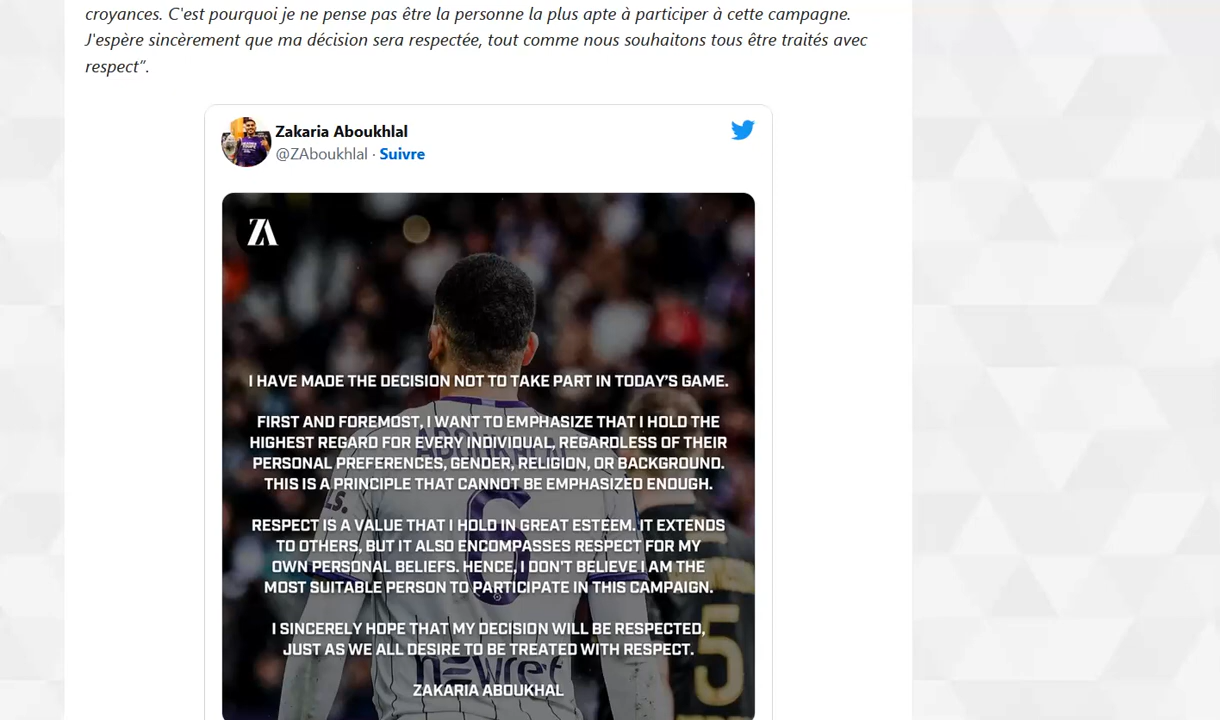 croyances. C'est pourquoi je ne pense pas être la personne la plus apte à participer à cette campagne.
J'espère sincèrement que ma décision sera respectée, tout comme nous souhaitons tous être traités avec
respect”.
Zakaria Aboukhlal
@ZAboukhlal · Suivre
ZA
I HAVE MADE THE DECISION NOT TO TAKE PART IN TODAY'S GAME.
FIRST AND FOREMOST, I WANT TO EMPHASIZE THAT I HOLD THE
HIGHEST REGARD FOR EVERY INDIVIDUAL, REGARDLESS OF THEIR
PERSONAL PREFERENCES, GENDER, RELIGION, OR BACKGROUND.
THIS IS A PRINCIPLE THAT CANNOT BE EMPHASIZED ENOUGH.
RESPECT IS A VALUE THAT I HOLD IN GREAT ESTEEM. IT EXTENDS
TO OTHERS, BUT IT ALSO ENCOMPASSES RESPECT FOR MY
OWN PERSONAL BELIEFS. HENCE, I DON'T BELIEVE I AM THE
MOST SUITABLE PERSON TO PARTICIPATE IN THIS CAMPAIGN.
I SINCERELY HOPE THAT MY DECISION WILL BE RESPECTED,
JUST AS WE ALL DESIRE TO BE TREATED WITH RESPECT.
ZAKARIA ABOUKHAL
6
5
newrest